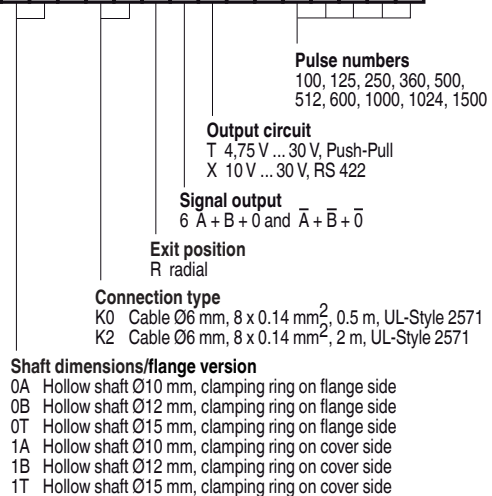 Pulse numbers
100, 125, 250, 360, 500,
512, 600, 1000, 1024, 1500
Output circuit
T 4,75 V ... 30 V, Push-Pull
X 10 V ... 30 V, RS 422
Signal output
6 A + B + 0 and A̅ + B̅ + 0̅
Exit position
R radial
Connection type
K0 Cable Ø6 mm, 8 x 0.14 mm², 0.5 m, UL-Style 2571
K2 Cable Ø6 mm, 8 x 0.14 mm², 2 m, UL-Style 2571
Shaft dimensions/flange version
0A Hollow shaft Ø10 mm, clamping ring on flange side
0B Hollow shaft Ø12 mm, clamping ring on flange side
0T Hollow shaft Ø15 mm, clamping ring on flange side
1A Hollow shaft Ø10 mm, clamping ring on cover side
1B Hollow shaft Ø12 mm, clamping ring on cover side
1T Hollow shaft Ø15 mm, clamping ring on cover side